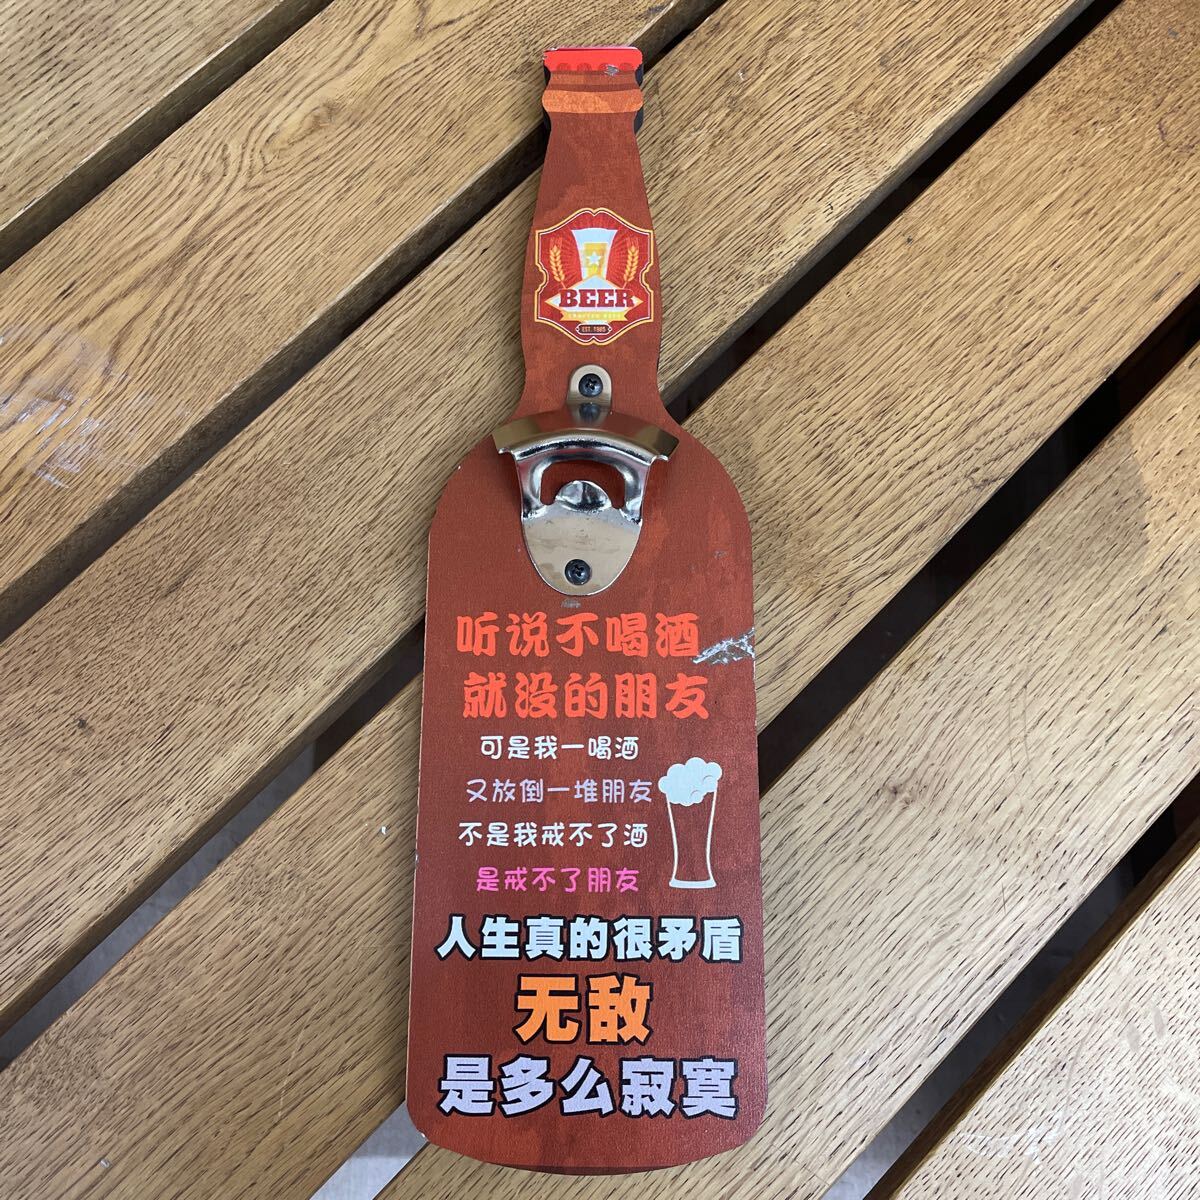 BEER
EST. 1985
听说不喝酒
就没的朋友
可是我一喝酒
又放倒一堆朋友
不是我戒不了酒
是戒不了朋友
人生真的很矛盾
无敌
是多么寂寞